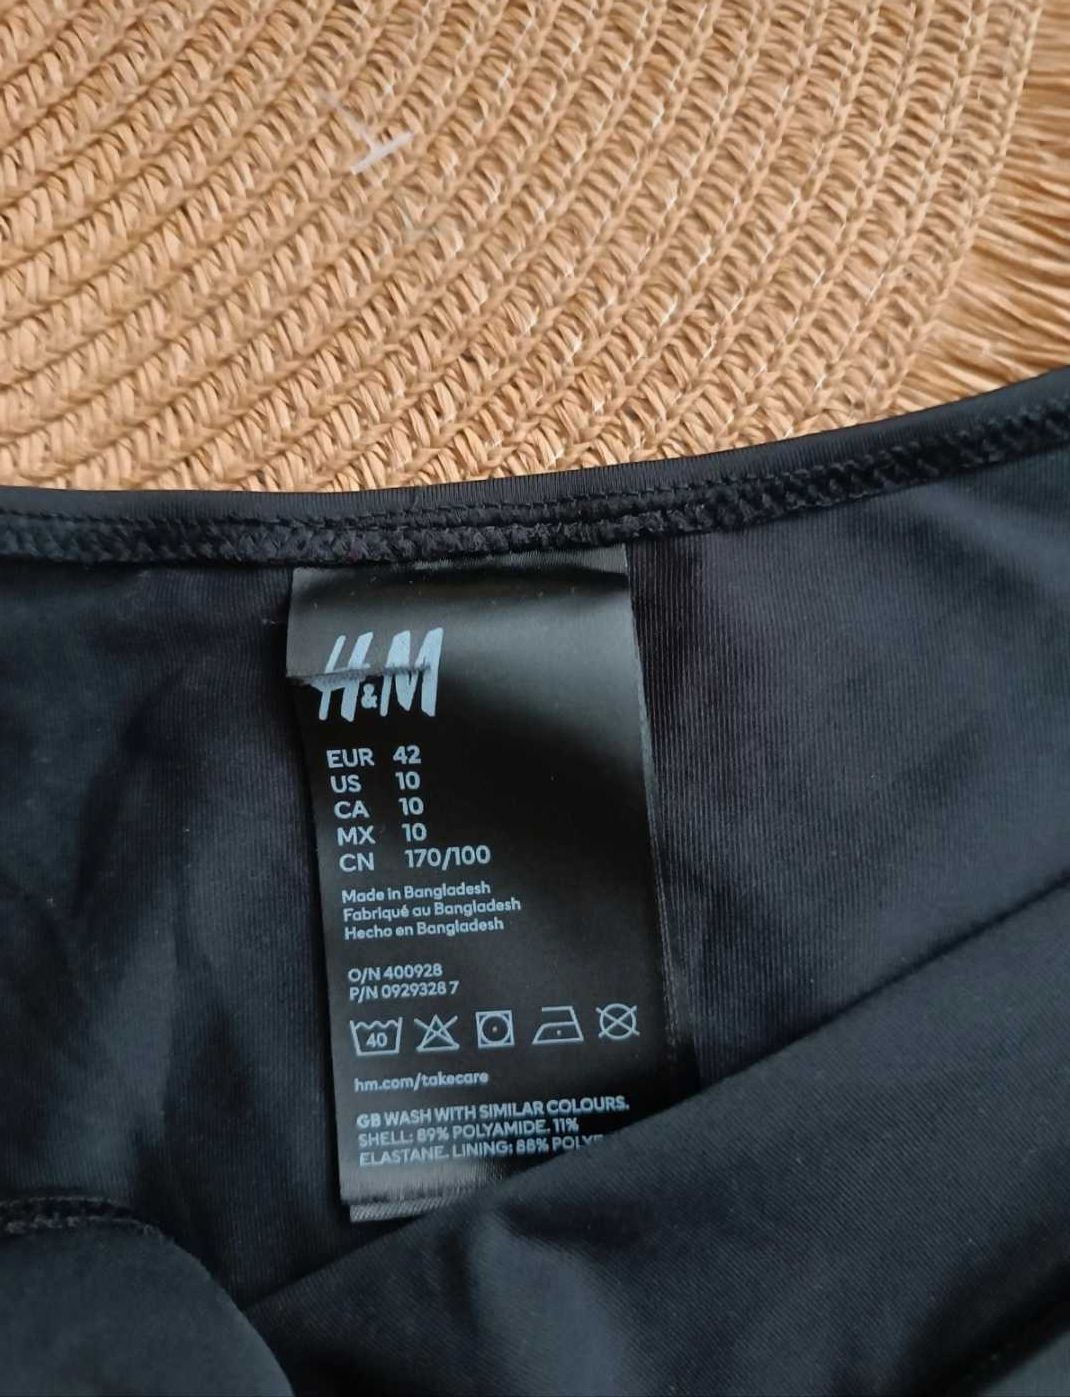 H&M
EUR 42
US 10
CA 10
MX 10
CN 170/100
Made in Bangladesh
Fabriqué au Bangladesh
Hecho en Bangladesh
O/N 400928
P/N 0929328 7
40
hm.com/takecare
GB WASH WITH SIMILAR COLOURS.
SHELL: 89% POLYAMIDE, 11%
ELASTANE. LINING: 88%